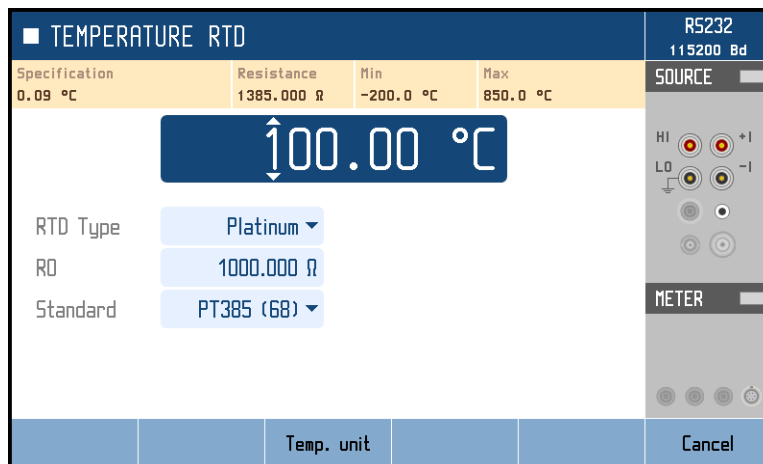 TEMPERATURE RTD
RS232
115200 Bd
Specification
0.09 °C
Resistance
1385.000 Ω
Min
-200.0 °C
Max
850.0 °C
SOURCE
100.00 °C
HI
+I
LO
-I
RTD Type
Platinum
R0
1000.000 Ω
Standard
PT385 (68)
METER
Temp. unit
Cancel